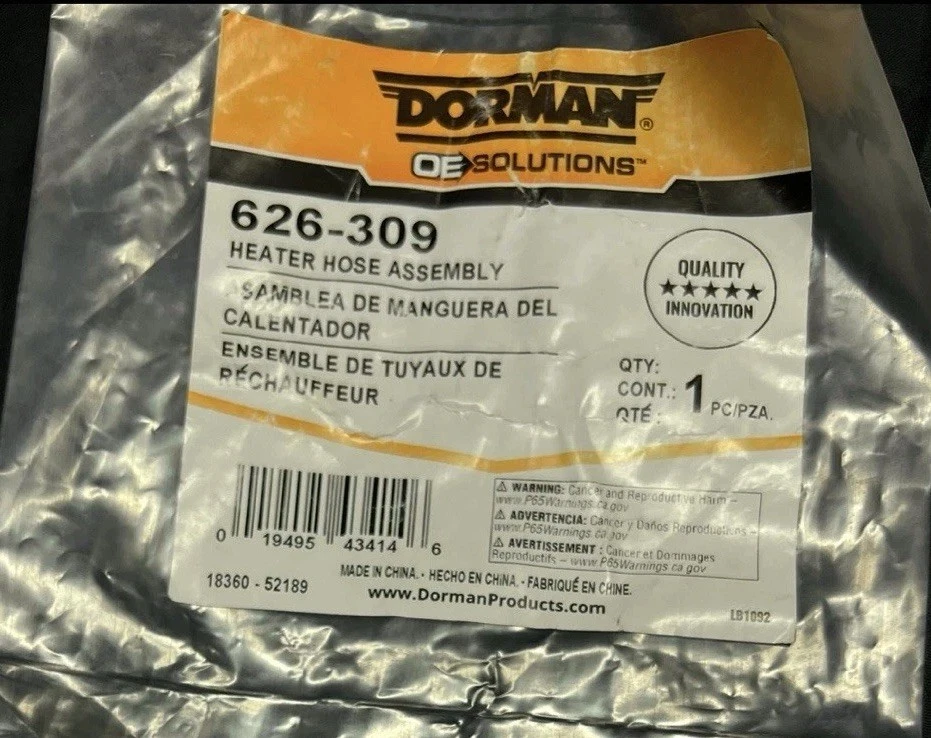 DORMAN®
OE SOLUTIONS™
626-309
HEATER HOSE ASSEMBLY
SAMBLEA DE MANGUERA DEL
CALENTADOR
ENSEMBLE DE TUYAUX DE
RÉCHAUFFEUR
QUALITY
★★★★★
INNOVATION
QTY:
CONT.: 1 PC/PZA.
QTÉ :
⚠ WARNING: Cancer and Reproductive Harm –
www.P65Warnings.ca.gov
⚠ ADVERTENCIA: Cáncer y Daños Reproductivos –
www.P65Warnings.ca.gov
⚠ AVERTISSEMENT : Cancer et Dommages
Reproductifs – www.P65Warnings.ca.gov
0 19495 43414 6
18360 - 52189
MADE IN CHINA. - HECHO EN CHINA. - FABRIQUÉ EN CHINE.
www.DormanProducts.com
LB1092